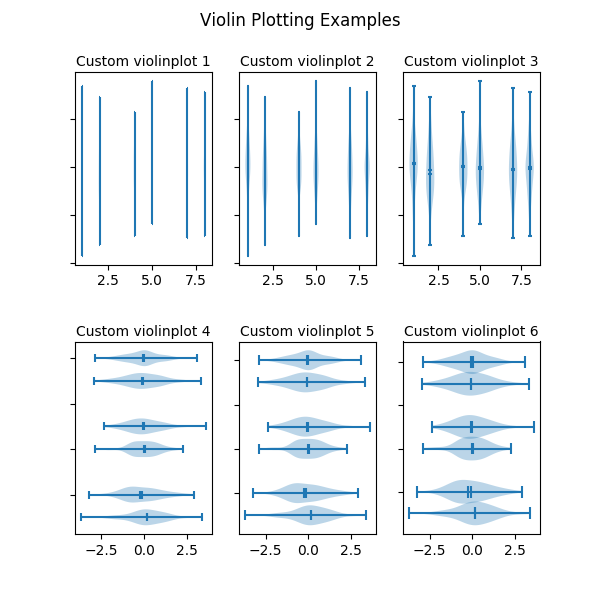 Violin Plotting Examples
Custom violinplot 1 Custom violinplot 2 Custom violinplot 3
2.5 5.0 7.5 2.5 5.0 7.5 2.5 5.0 7.5
Custom violinplot 4 Custom violinplot 5 Custom violinplot 6
−2.5 0.0 2.5 −2.5 0.0 2.5 −2.5 0.0 2.5